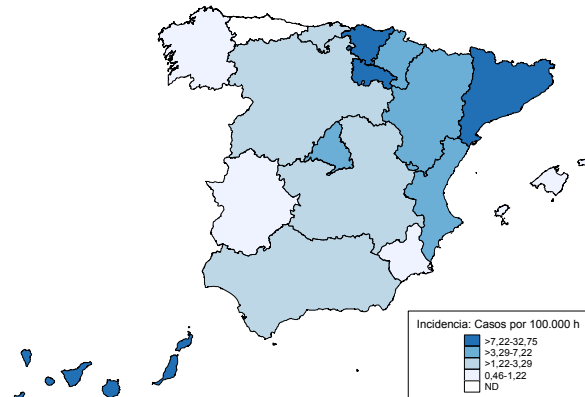 Incidencia: Casos por 100.000 h
>7,22-32,75
>3,29-7,22
>1,22-3,29
0,46-1,22
ND